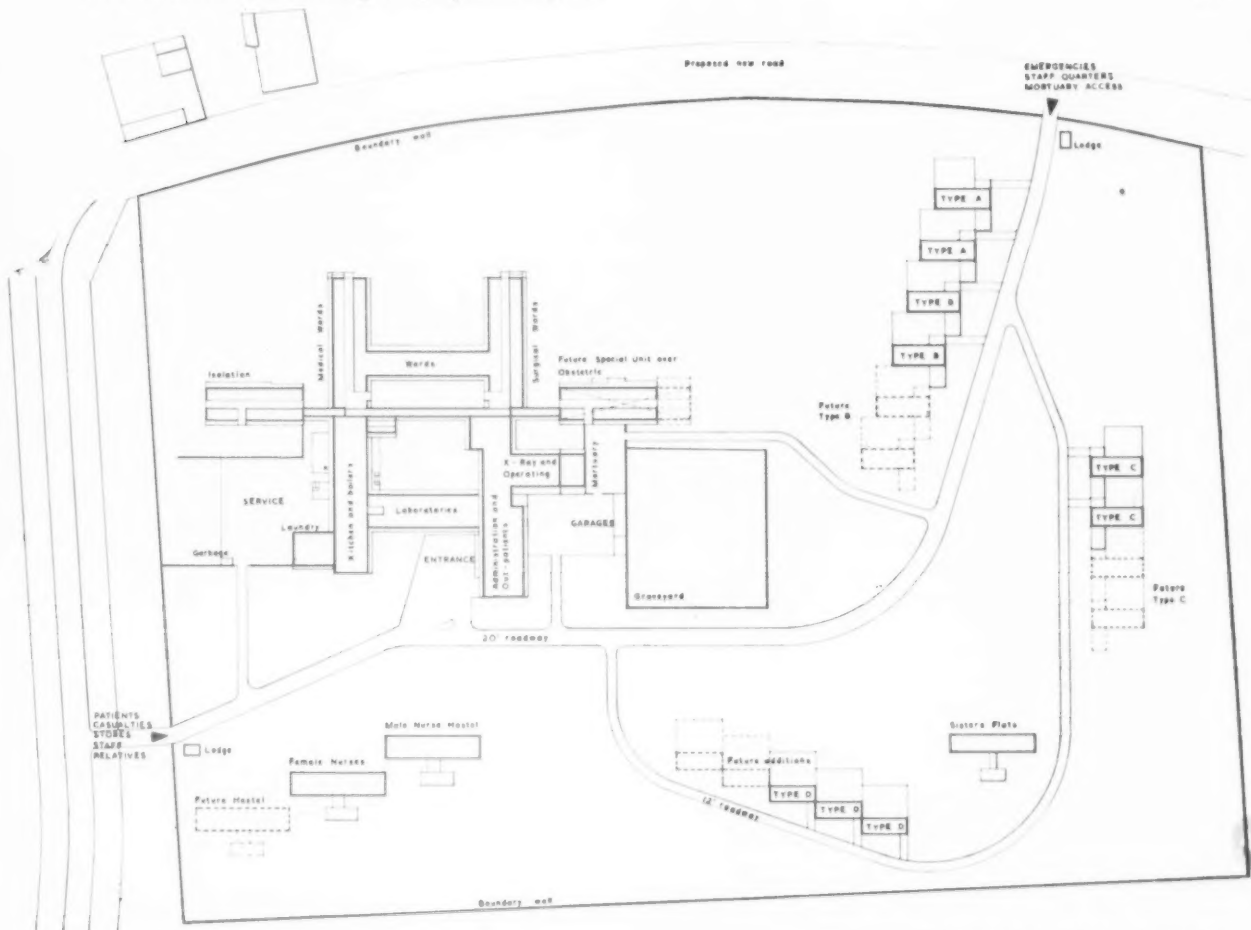 Proposed new road
EMERGENCIES
STAFF QUARTERS
MORTUARY ACCESS
Lodge
Boundary wall
TYPE A
TYPE A
TYPE B
TYPE B
Future
Type B
Medical Wards
Wards
Surgical Wards
Future Special Unit over
Obstetric
Isolation
X-Ray and
Operating
Mortuary
TYPE C
TYPE C
Future
Type C
SERVICE
Kitchen and boilers
Laboratories
Laundry
Garbage
ENTRANCE
Administration and
Out-patients
GARAGES
Graveyard
20' roadway
PATIENTS
CASUALTIES
STORES
STAFF
RELATIVES
Lodge
Male Nurse Hostel
Female Nurses
Future Hostel
Sisters Flats
Future additions
TYPE D
TYPE D
TYPE D
12' roadway
Boundary wall